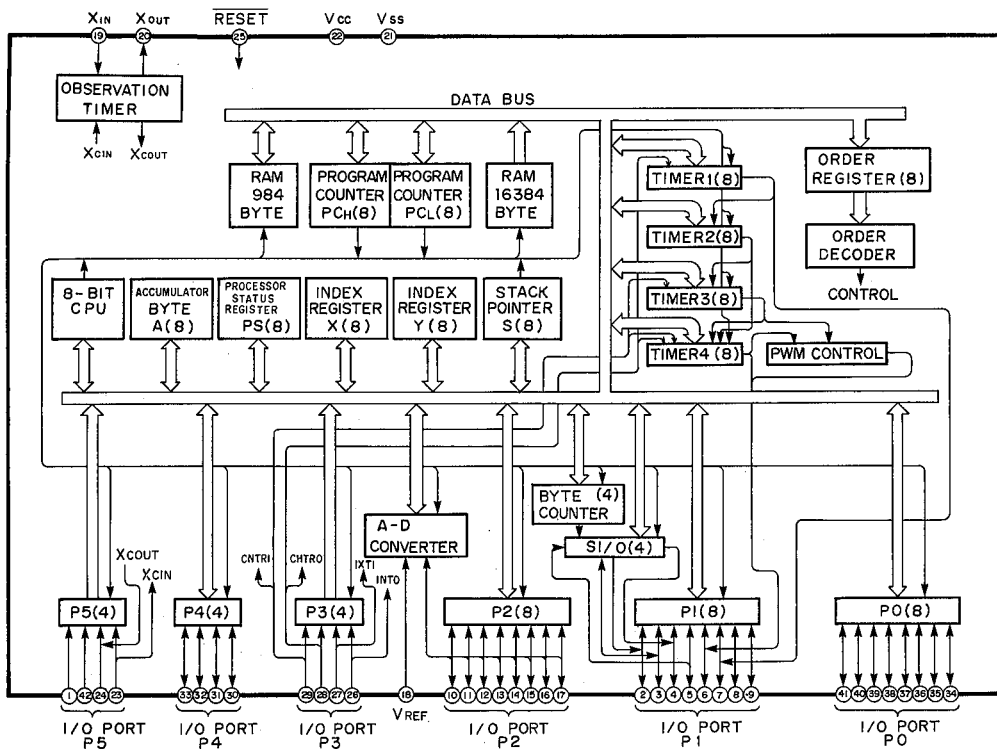 XIN XOUT RESET VCC VSS
19 20 25 22 21
OBSERVATION
TIMER
XCIN XCOUT
DATA BUS
RAM
984
BYTE
PROGRAM
COUNTER
PCH(8)
PROGRAM
COUNTER
PCL(8)
RAM
16384
BYTE
TIMER1(8)
TIMER2(8)
TIMER3(8)
TIMER4(8)
PWM CONTROL
ORDER
REGISTER(8)
ORDER
DECODER
CONTROL
8-BIT
CPU
ACCUMULATOR
BYTE
A(8)
PROCESSOR
STATUS
REGISTER
PS(8)
INDEX
REGISTER
X(8)
INDEX
REGISTER
Y(8)
STACK
POINTER
S(8)
BYTE (4)
COUNTER
SI/O(4)
A-D
CONVERTER
XCOUT
XCIN
CNTR1
CHTRO
IXT1
INTO
P5(4) P4(4) P3(4) P2(8) P1(8) P0(8)
1 42 24 23 33 32 31 30 29 28 27 26 18 10 11 12 13 14 15 16 17 2 3 4 5 6 7 8 9 41 40 39 38 37 36 35 34
I/O PORT
P5
I/O PORT
P4
I/O PORT
P3
VREF
I/O PORT
P2
I/O PORT
P1
I/O PORT
P0